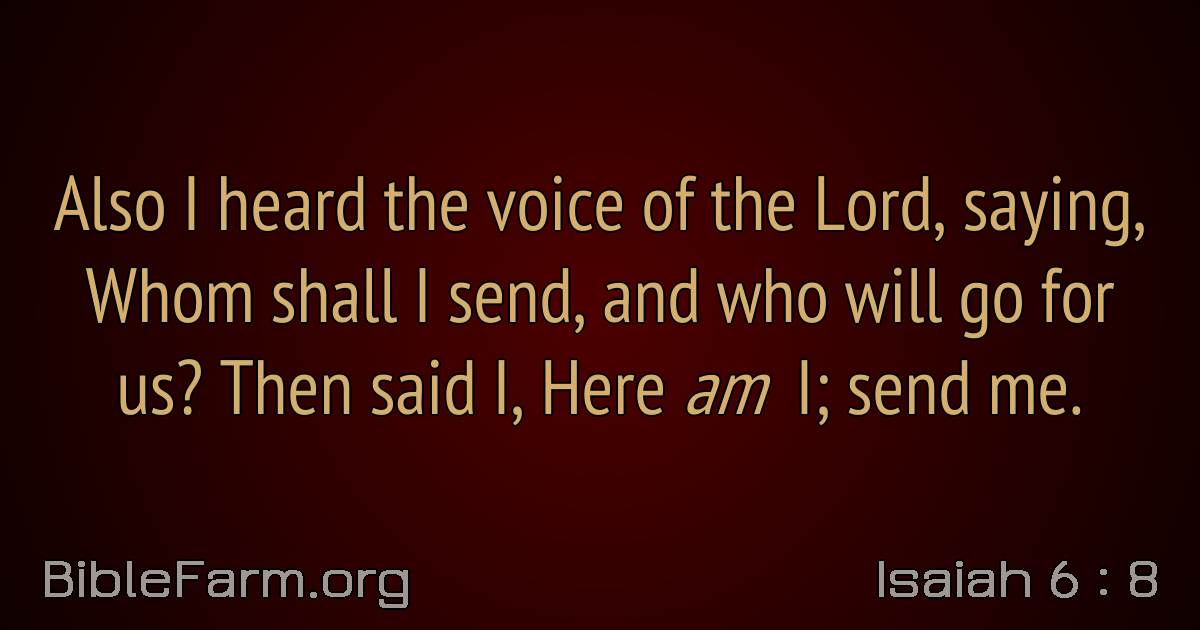 Also I heard the voice of the Lord, saying,
Whom shall I send, and who will go for
us? Then said I, Here am I; send me.
BibleFarm.org
Isaiah 6 : 8